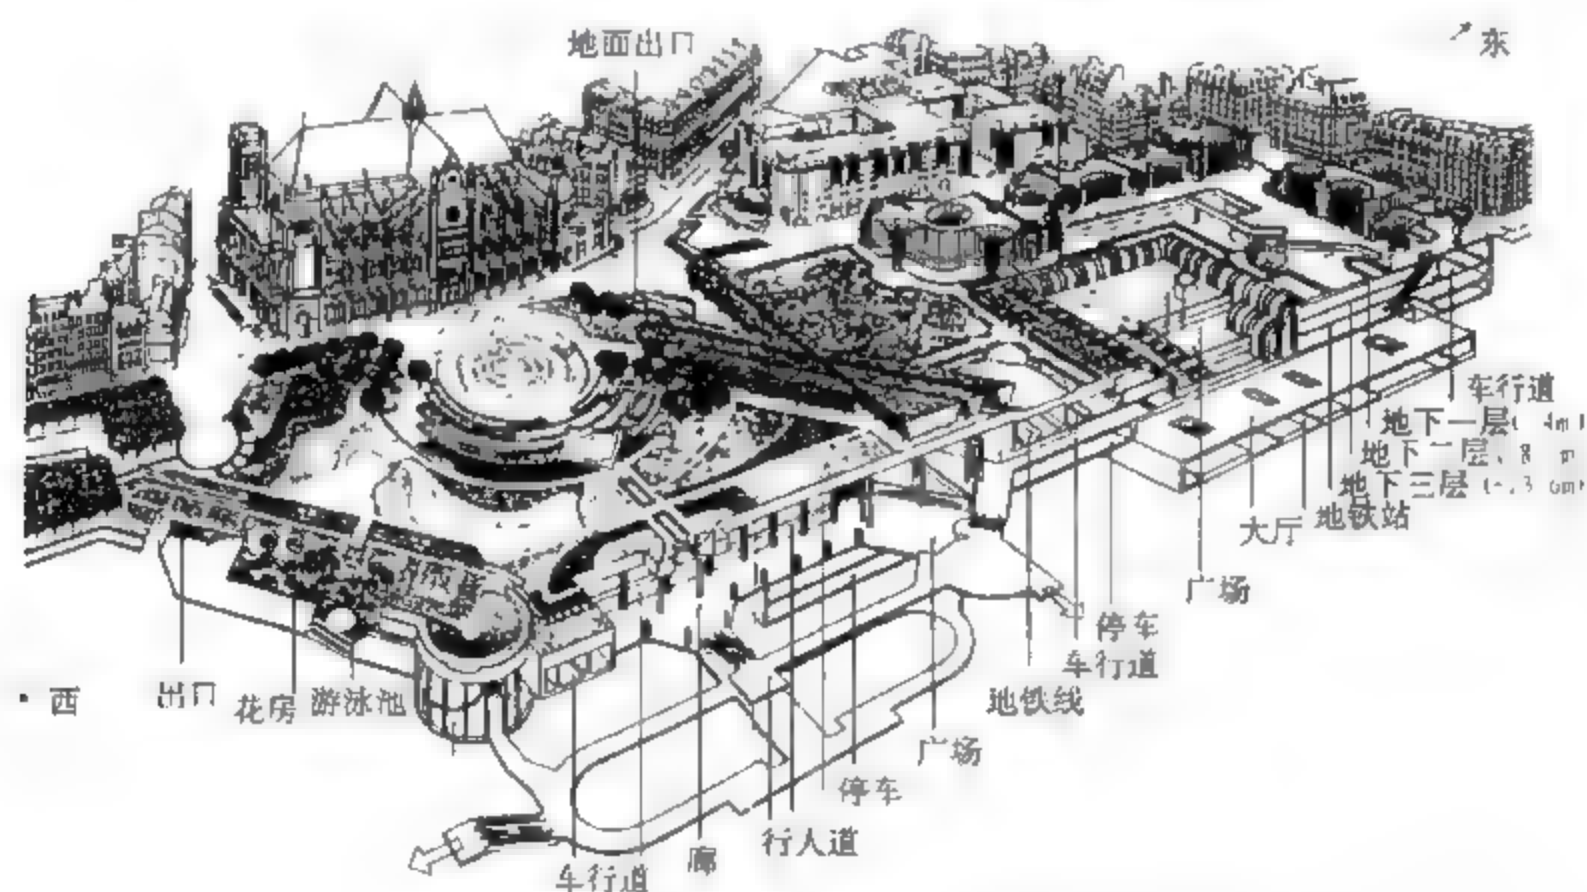 地面出口
东
车行道
地下一层
地下二层
地下三层
地铁站
大厅
广场
停车
车行道
地铁线
广场
停车
行人道
廊
车行道
西
出口
花房
游泳池